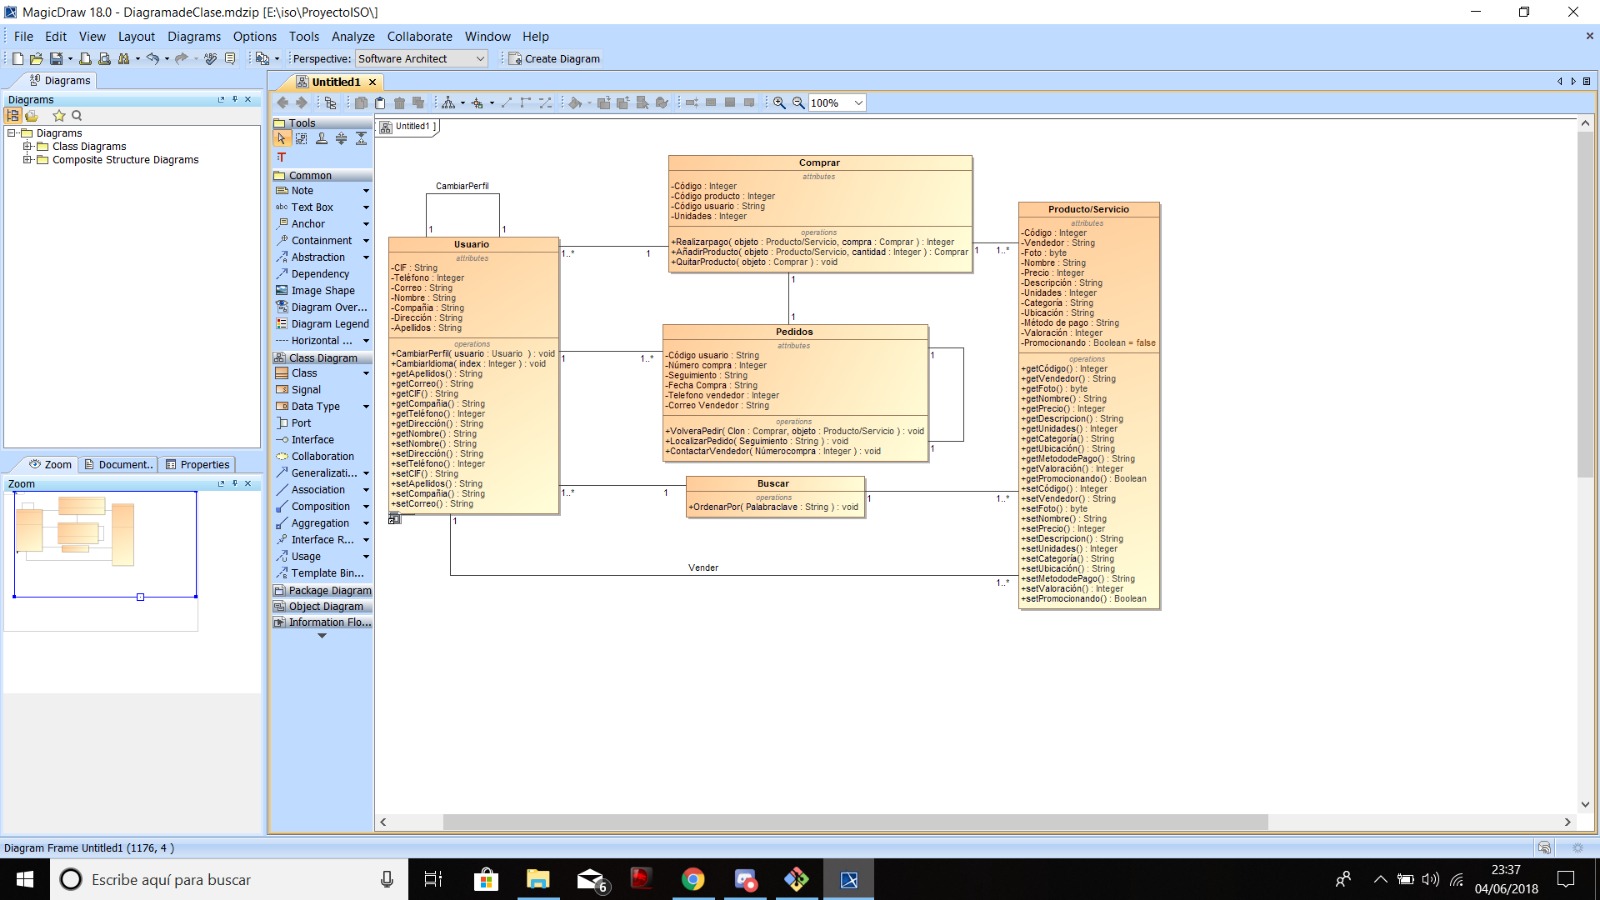 MagicDraw 18.0 - DiagramadeClase.mdzip [E:\iso\ProyectoISO\]
File Edit View Layout Diagrams Options Tools Analyze Collaborate Window Help
Perspective: Software Architect Create Diagram
Diagrams
Diagrams
Diagrams
Class Diagrams
Composite Structure Diagrams
Zoom Document.. Properties
Zoom
Untitled1
100%
Tools
Common
Note
abc Text Box
Anchor
Containment
Abstraction
Dependency
Image Shape
Diagram Over...
Diagram Legend
Horizontal ...
Class Diagram
Class
Signal
Data Type
Port
Interface
Collaboration
Generalizati...
Association
Composition
Aggregation
Interface R...
Usage
Template Bin...
Package Diagram
Object Diagram
Information Flo...
Untitled1 ]
CambiarPerfil
1 1
Usuario
attributes
-CIF : String
-Teléfono : Integer
-Correo : String
-Nombre : String
-Compañia : String
-Dirección : String
-Apellidos : String
operations
+CambiarPerfil( usuario : Usuario ) : void
+CambiarIdioma( index : Integer ) : void
+getApellidos() : String
+getCorreo() : String
+getCIF() : String
+getCompañia() : String
+getTeléfono() : Integer
+getDirección() : String
+getNombre() : String
+setNombre() : String
+setDirección() : String
+setTeléfono() : Integer
+setCIF() : String
+setApellidos() : String
+setCompañia() : String
+setCorreo() : String
Comprar
attributes
-Código : Integer
-Código producto : Integer
-Código usuario : String
-Unidades : Integer
operations
+Realizarpago( objeto : Producto/Servicio, compra : Comprar ) : Integer
+AñadirProducto( objeto : Producto/Servicio, cantidad : Integer ) : Comprar
+QuitarProducto( objeto : Comprar ) : void
1..* 1
1 1..*
1
1
Pedidos
attributes
-Código usuario : String
-Número compra : Integer
-Seguimiento : String
-Fecha Compra : String
-Telefono vendedor : Integer
-Correo Vendedor : String
operations
+VolveraPedir( Clon : Comprar, objeto : Producto/Servicio ) : void
+LocalizarPedido( Seguimiento : String ) : void
+ContactarVendedor( Númerocompra : Integer ) : void
1 1..*
1
1
Buscar
operations
+OrdenarPor( Palabraclave : String ) : void
1..* 1
1 1..*
1
Vender
1..*
Producto/Servicio
attributes
-Código : Integer
-Vendedor : String
-Foto : byte
-Nombre : String
-Precio : Integer
-Descripción : String
-Unidades : Integer
-Categoria : String
-Ubicación : String
-Método de pago : String
-Valoración : Integer
-Promocionando : Boolean = false
operations
+getCódigo() : Integer
+getVendedor() : String
+getFoto() : byte
+getNombre() : String
+getPrecio() : Integer
+getDescripcion() : String
+getUnidades() : Integer
+getCategoría() : String
+getUbicación() : String
+getMetododePago() : String
+getValoración() : Integer
+getPromocionando() : Boolean
+setCódigo() : Integer
+setVendedor() : String
+setFoto() : byte
+setNombre() : String
+setPrecio() : Integer
+setDescripcion() : String
+setUnidades() : Integer
+setCategoría() : String
+setUbicación() : String
+setMetododePago() : String
+setValoración() : Integer
+setPromocionando() : Boolean
Diagram Frame Untitled1 (1176, 4 )
Escribe aquí para buscar
6
23:37
04/06/2018